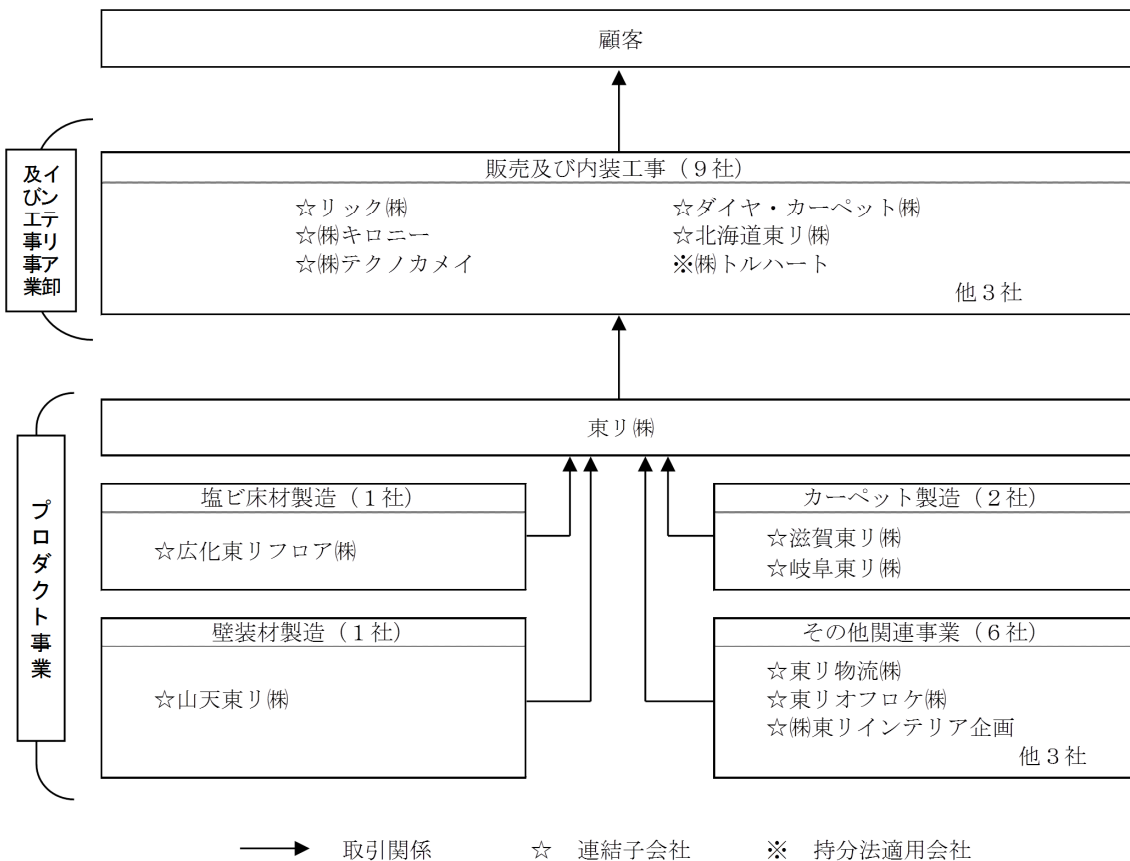 顧客
インテリア卸
及び工事事業
販売及び内装工事（９社）
☆リック㈱
☆㈱キロニー
☆㈱テクノカメイ
☆ダイヤ・カーペット㈱
☆北海道東リ㈱
※㈱トルハート
他３社
プロダクト事業
東リ㈱
塩ビ床材製造（１社）
☆広化東リフロア㈱
カーペット製造（２社）
☆滋賀東リ㈱
☆岐阜東リ㈱
壁装材製造（１社）
☆山天東リ㈱
その他関連事業（６社）
☆東リ物流㈱
☆東リオフロケ㈱
☆㈱東リインテリア企画
他３社
取引関係 ☆ 連結子会社 ※ 持分法適用会社